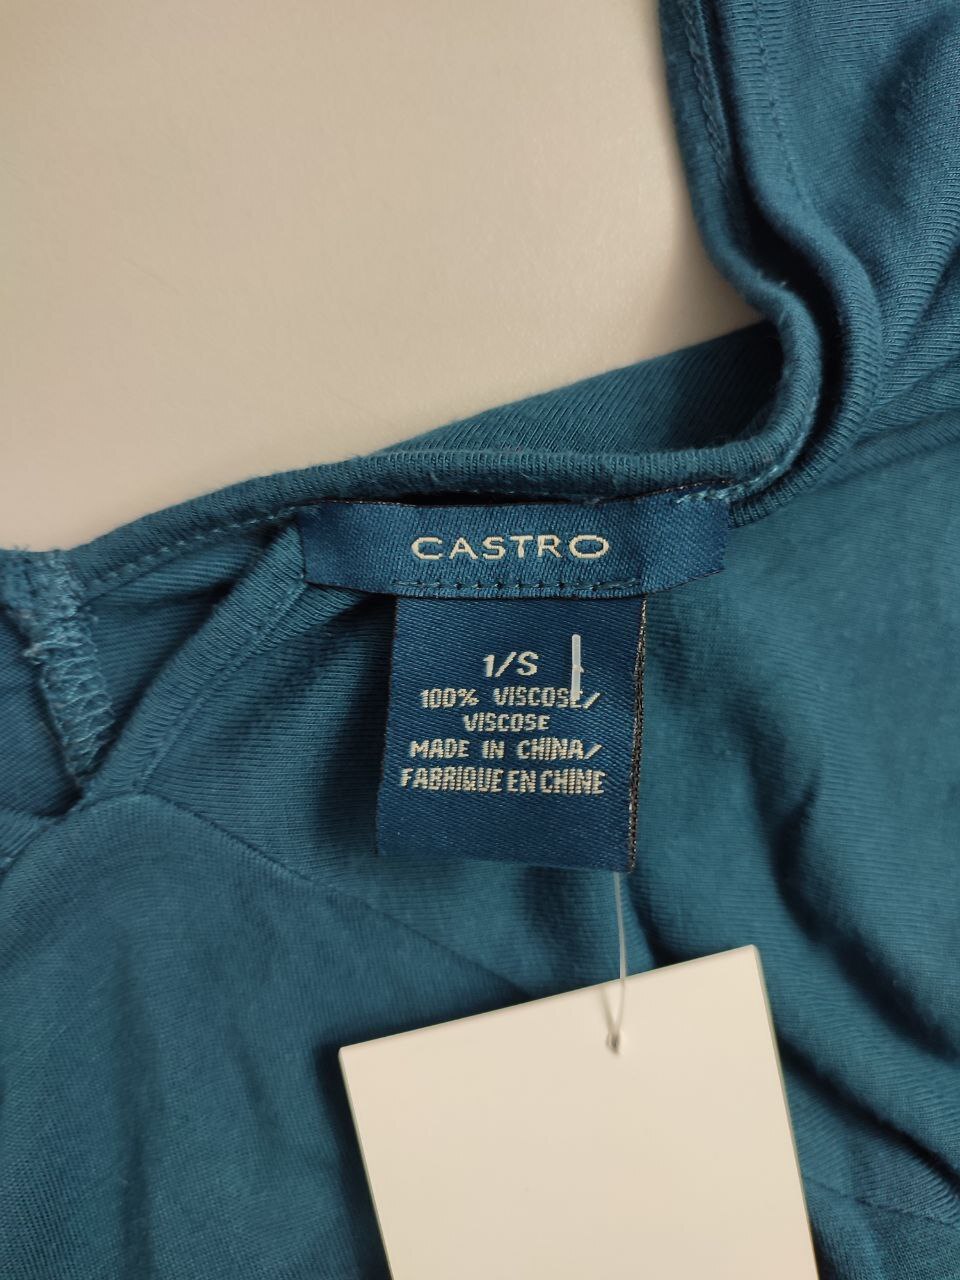 CASTRO
1/S
100% VISCOSE/
VISCOSE
MADE IN CHINA/
FABRIQUE EN CHINE